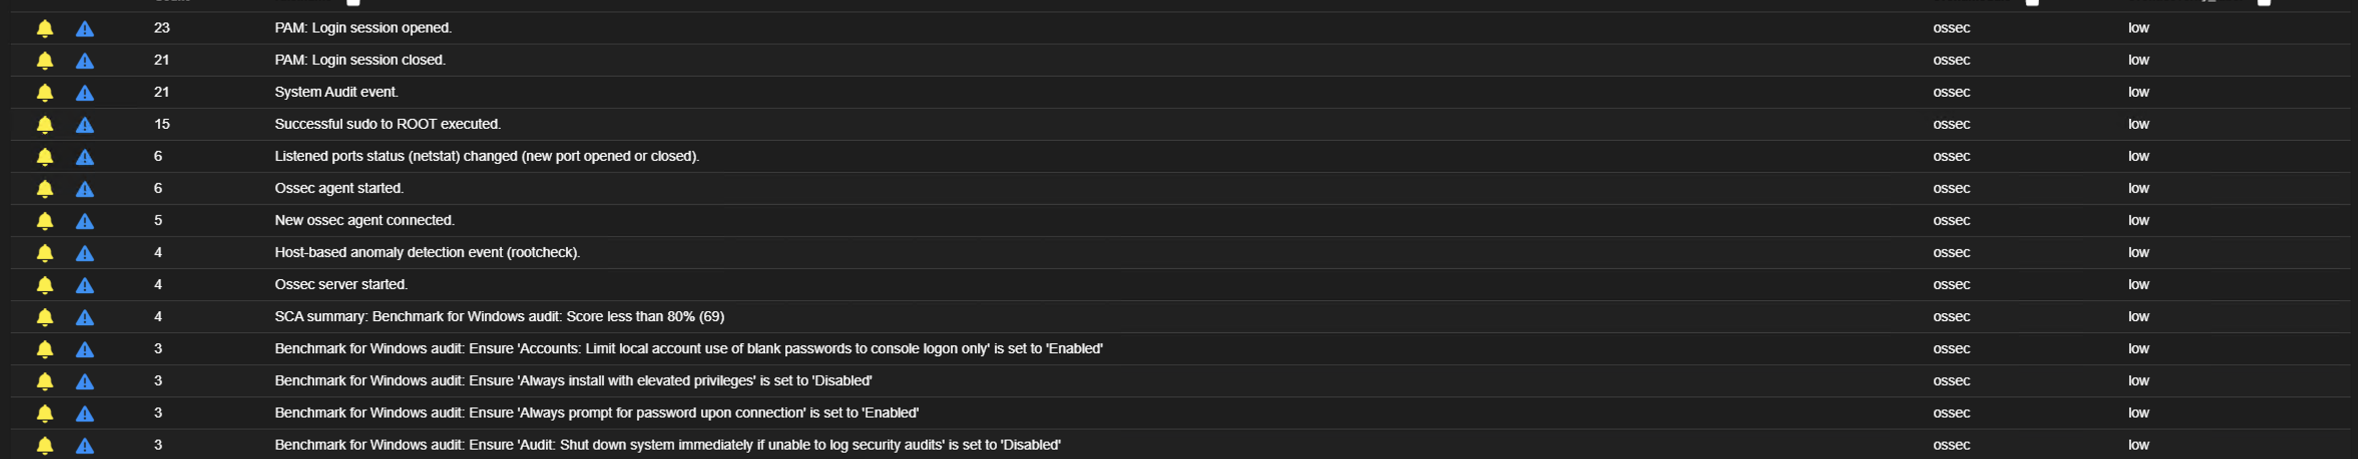 23 PAM: Login session opened. ossec low
21 PAM: Login session closed. ossec low
21 System Audit event. ossec low
15 Successful sudo to ROOT executed. ossec low
6 Listened ports status (netstat) changed (new port opened or closed). ossec low
6 Ossec agent started. ossec low
5 New ossec agent connected. ossec low
4 Host-based anomaly detection event (rootcheck). ossec low
4 Ossec server started. ossec low
4 SCA summary: Benchmark for Windows audit: Score less than 80% (69) ossec low
3 Benchmark for Windows audit: Ensure 'Accounts: Limit local account use of blank passwords to console logon only' is set to 'Enabled' ossec low
3 Benchmark for Windows audit: Ensure 'Always install with elevated privileges' is set to 'Disabled' ossec low
3 Benchmark for Windows audit: Ensure 'Always prompt for password upon connection' is set to 'Enabled' ossec low
3 Benchmark for Windows audit: Ensure 'Audit: Shut down system immediately if unable to log security audits' is set to 'Disabled' ossec low